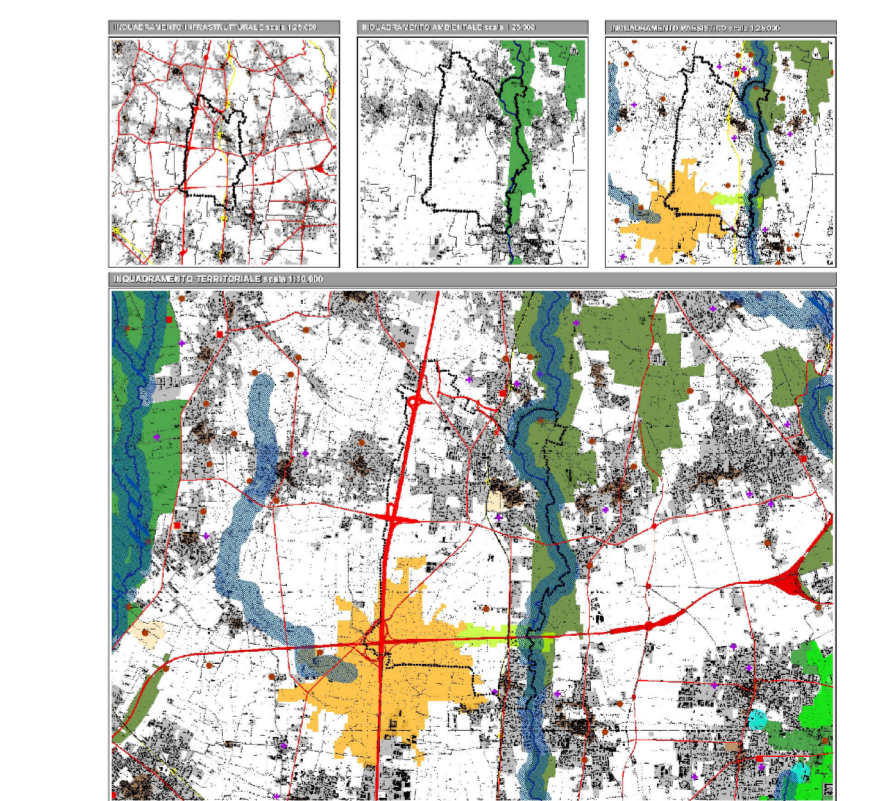 INQUADRAMENTO INFRASTRUTTURALE scala 1:25.000
INQUADRAMENTO AMBIENTALE scala 1:25.000
INQUADRAMENTO PAESISTICO scala 1:25.000
INQUADRAMENTO TERRITORIALE scala 1:10.000